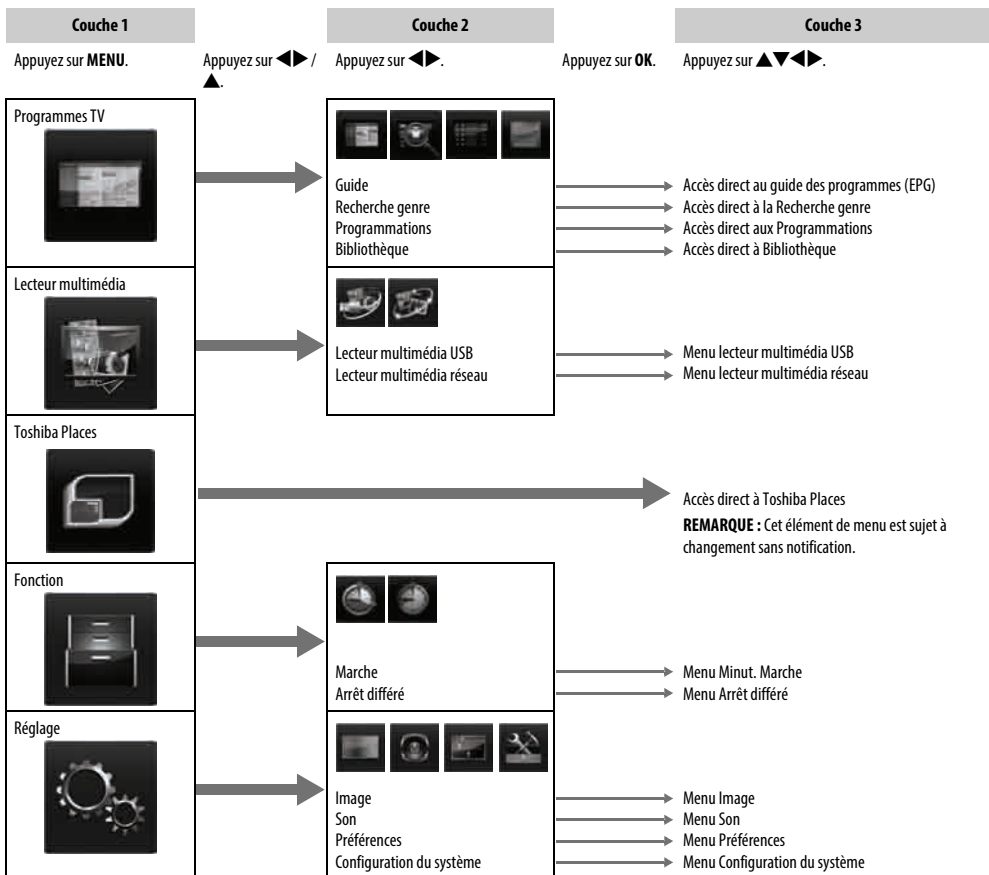 Couche 1
Couche 2
Couche 3
Appuyez sur MENU.
Appuyez sur ◀▶ / ▲.
Appuyez sur ◀▶.
Appuyez sur OK.
Appuyez sur ▲▼◀▶.
Programmes TV
Guide
Recherche genre
Programmations
Bibliothèque
Accès direct au guide des programmes (EPG)
Accès direct à la Recherche genre
Accès direct aux Programmations
Accès direct à Bibliothèque
Lecteur multimédia
Lecteur multimédia USB
Lecteur multimédia réseau
Menu lecteur multimédia USB
Menu lecteur multimédia réseau
Toshiba Places
Accès direct à Toshiba Places
REMARQUE : Cet élément de menu est sujet à
changement sans notification.
Fonction
Marche
Arrêt différé
Menu Minut. Marche
Menu Arrêt différé
Réglage
Image
Son
Préférences
Configuration du système
Menu Image
Menu Son
Menu Préférences
Menu Configuration du système